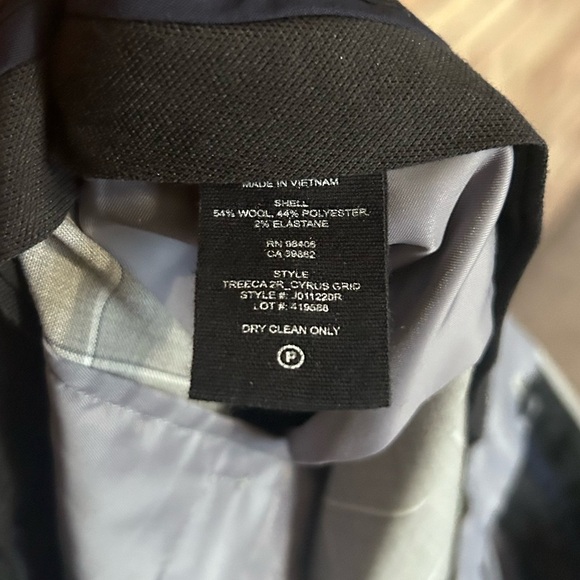 MADE IN VIETNAM
SHELL
54% WOOL, 44% POLYESTER,
2% ELASTANE
RN 98406
CA 39882
STYLE
TREECA 2R_CYRUS GRID
STYLE #: J011220R
LOT #: 419588
DRY CLEAN ONLY
P